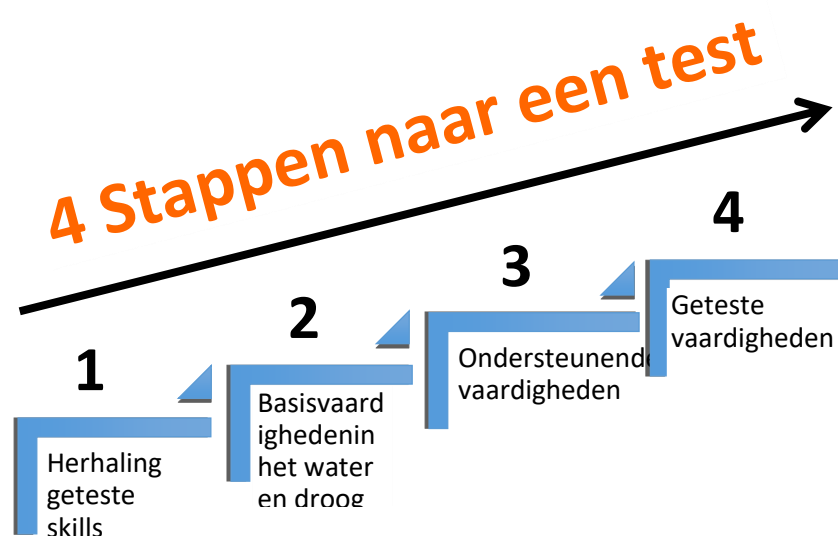 4 Stappen naar een test
1
Herhaling
geteste
skills
2
Basisvaard
ighedenin
het water
en droog
3
Ondersteunende
vaardigheden
4
Geteste
vaardigheden